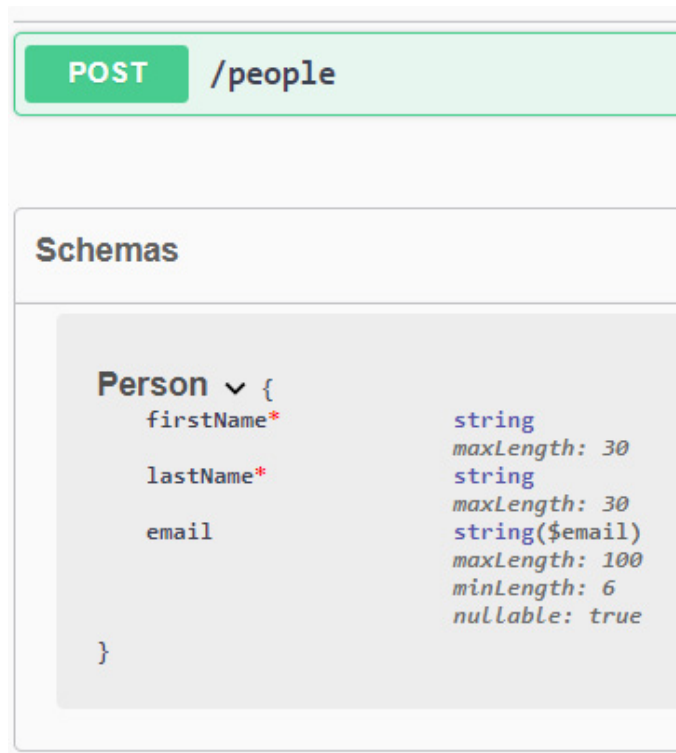 POST /people
Schemas
Person {
firstName* string
maxLength: 30
lastName* string
maxLength: 30
email string($email)
maxLength: 100
minLength: 6
nullable: true
}